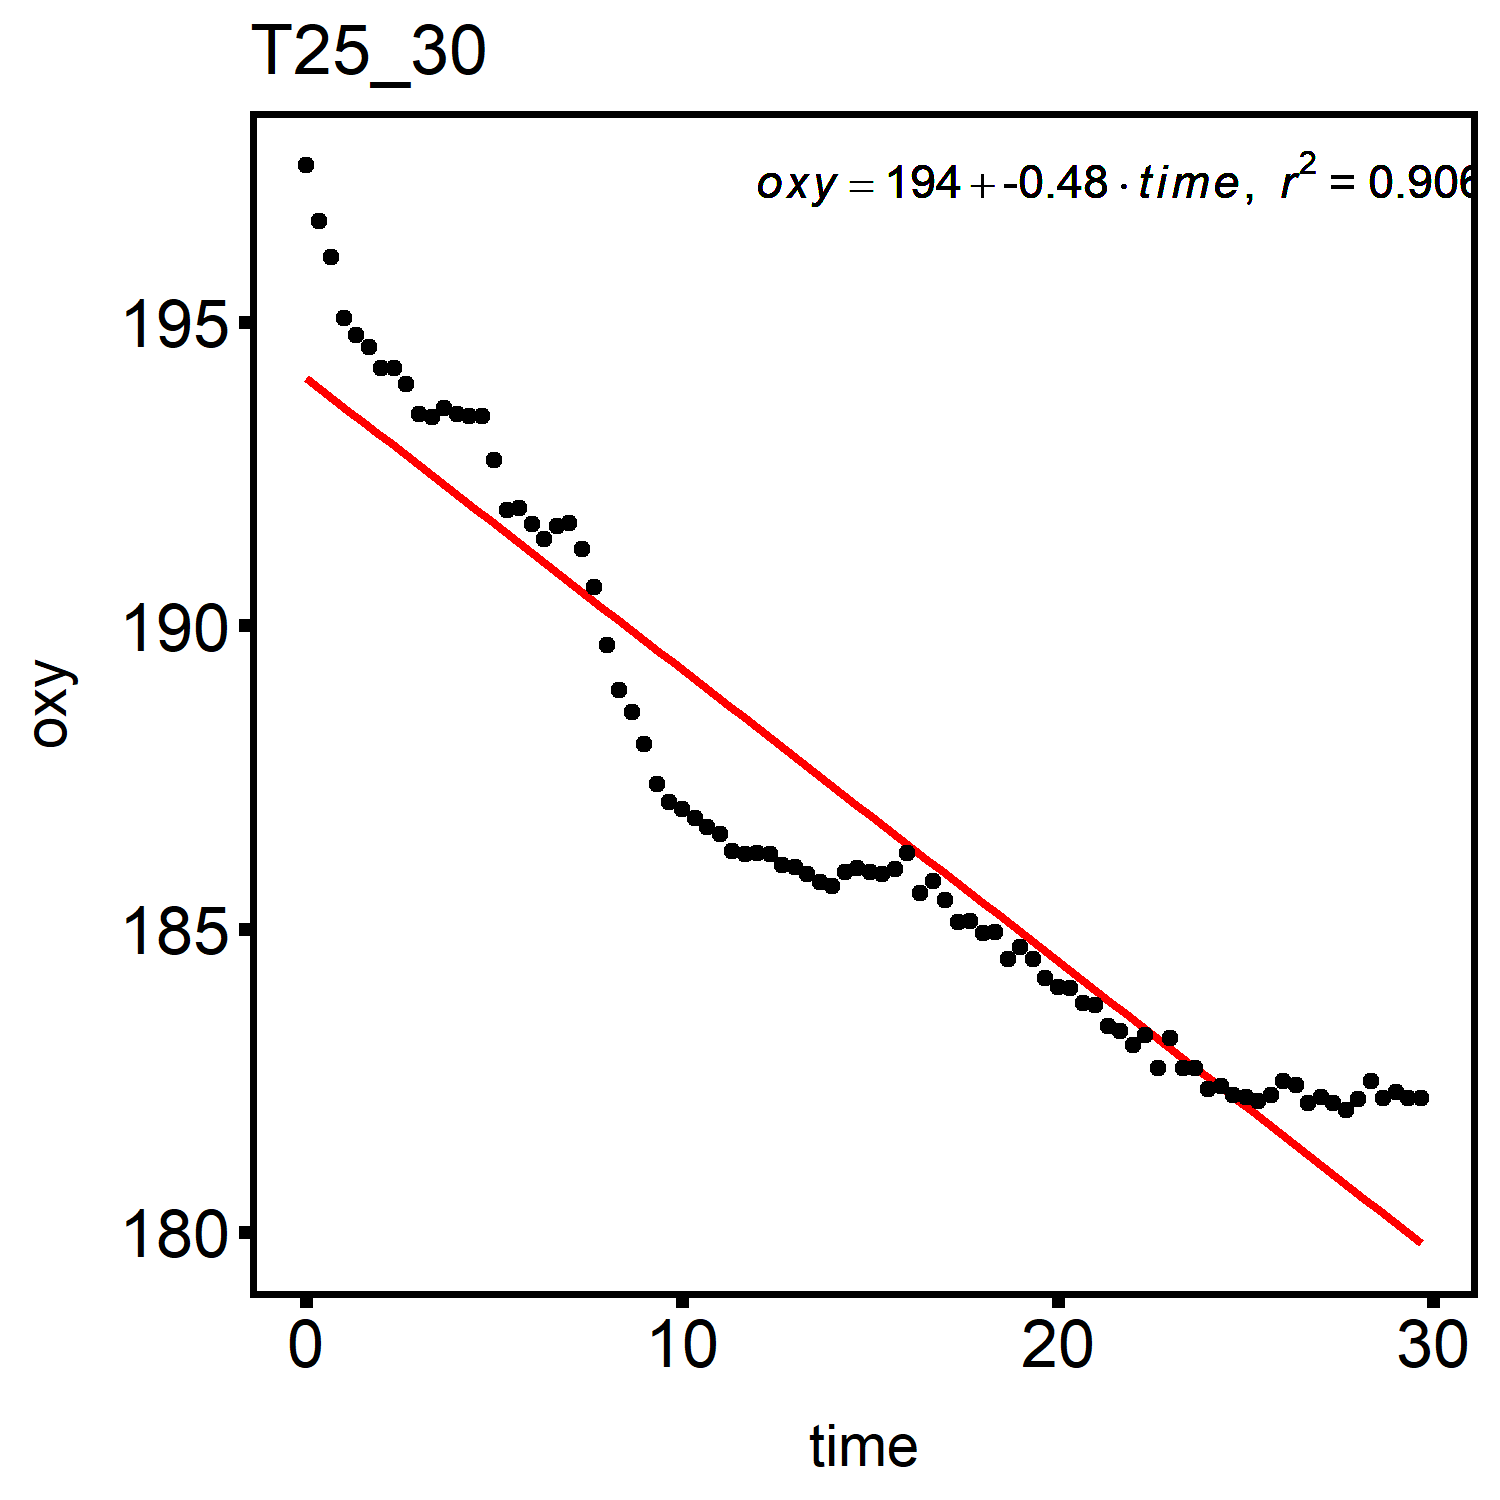 T25_30
oxy = 194 + -0.48 · time, r² = 0.906
195
190
185
180
oxy
0 10 20 30
time